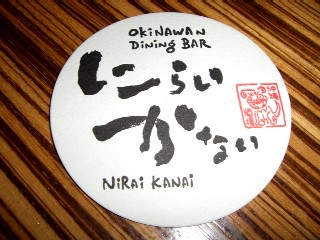 OKiNAWAN
DiNiNG BAR
にらい
かない
NiRAi KANAi